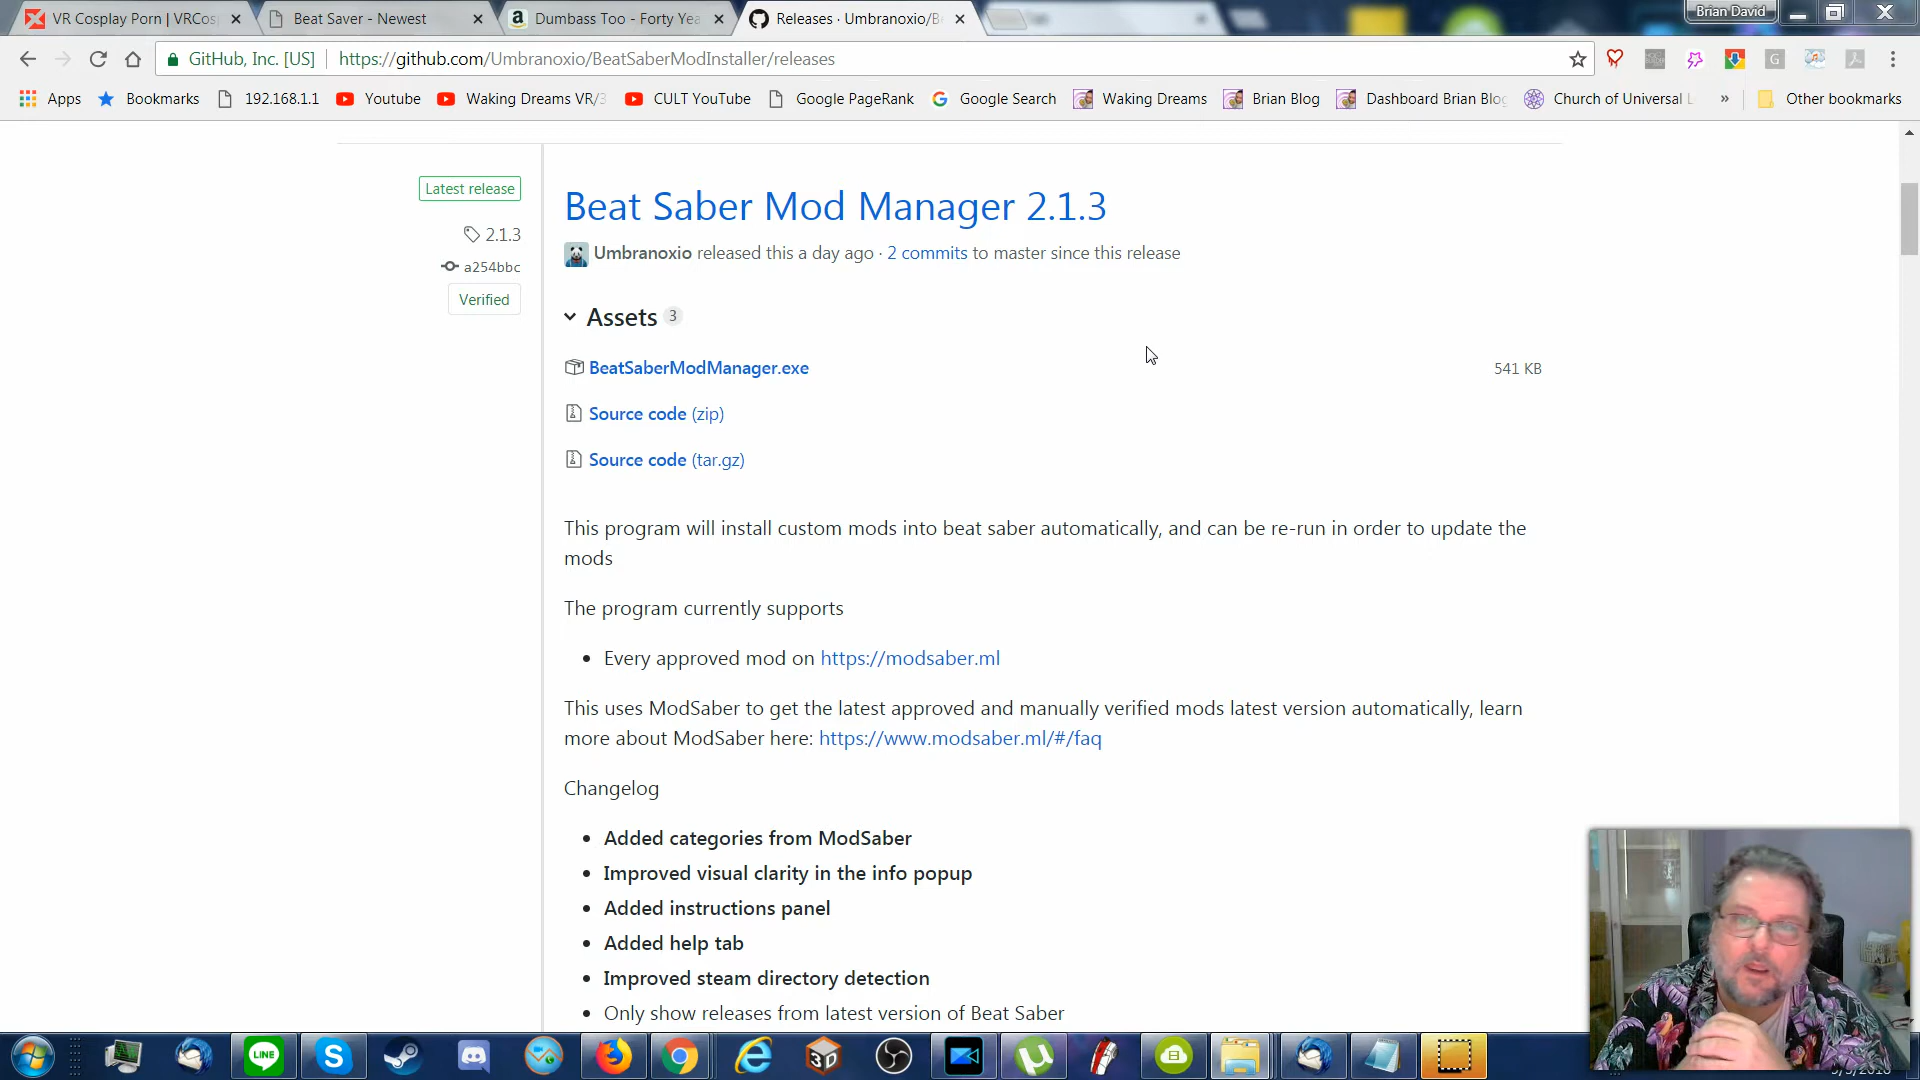 VR Cosplay Porn | VRCos
Beat Saver - Newest
Dumbass Too - Forty Yea
Releases · Umbranoxio/B
Brian David
GitHub, Inc. [US]
https://github.com/Umbranoxio/BeatSaberModInstaller/releases
Apps
Bookmarks
192.168.1.1
Youtube
Waking Dreams VR/3
CULT YouTube
Google PageRank
Google Search
Waking Dreams
Brian Blog
Dashboard Brian Blog
Church of Universal L
»
Other bookmarks
Latest release
2.1.3
a254bbc
Verified
Beat Saber Mod Manager 2.1.3
Umbranoxio released this a day ago · 2 commits to master since this release
Assets 3
BeatSaberModManager.exe
541 KB
Source code (zip)
Source code (tar.gz)
This program will install custom mods into beat saber automatically, and can be re-run in order to update the
mods
The program currently supports
• Every approved mod on https://modsaber.ml
This uses ModSaber to get the latest approved and manually verified mods latest version automatically, learn
more about ModSaber here: https://www.modsaber.ml/#/faq
Changelog
• Added categories from ModSaber
• Improved visual clarity in the info popup
• Added instructions panel
• Added help tab
• Improved steam directory detection
• Only show releases from latest version of Beat Saber
LINE
3D